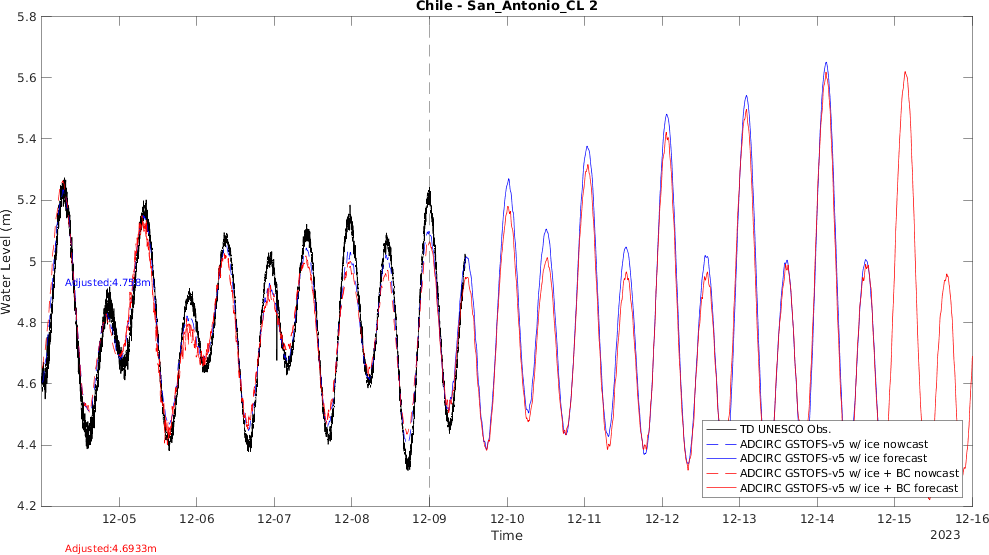 Chile - San_Antonio_CL 2
5.8
5.6
5.4
5.2
5
4.8
4.6
4.4
4.2
Water Level (m)
Adjusted:4.758m
TD UNESCO Obs.
ADCIRC GSTOFS-v5 w/ ice nowcast
ADCIRC GSTOFS-v5 w/ ice forecast
ADCIRC GSTOFS-v5 w/ ice + BC nowcast
ADCIRC GSTOFS-v5 w/ ice + BC forecast
12-05 12-06 12-07 12-08 12-09 12-10 12-11 12-12 12-13 12-14 12-15 12-16
Time
2023
Adjusted:4.6933m